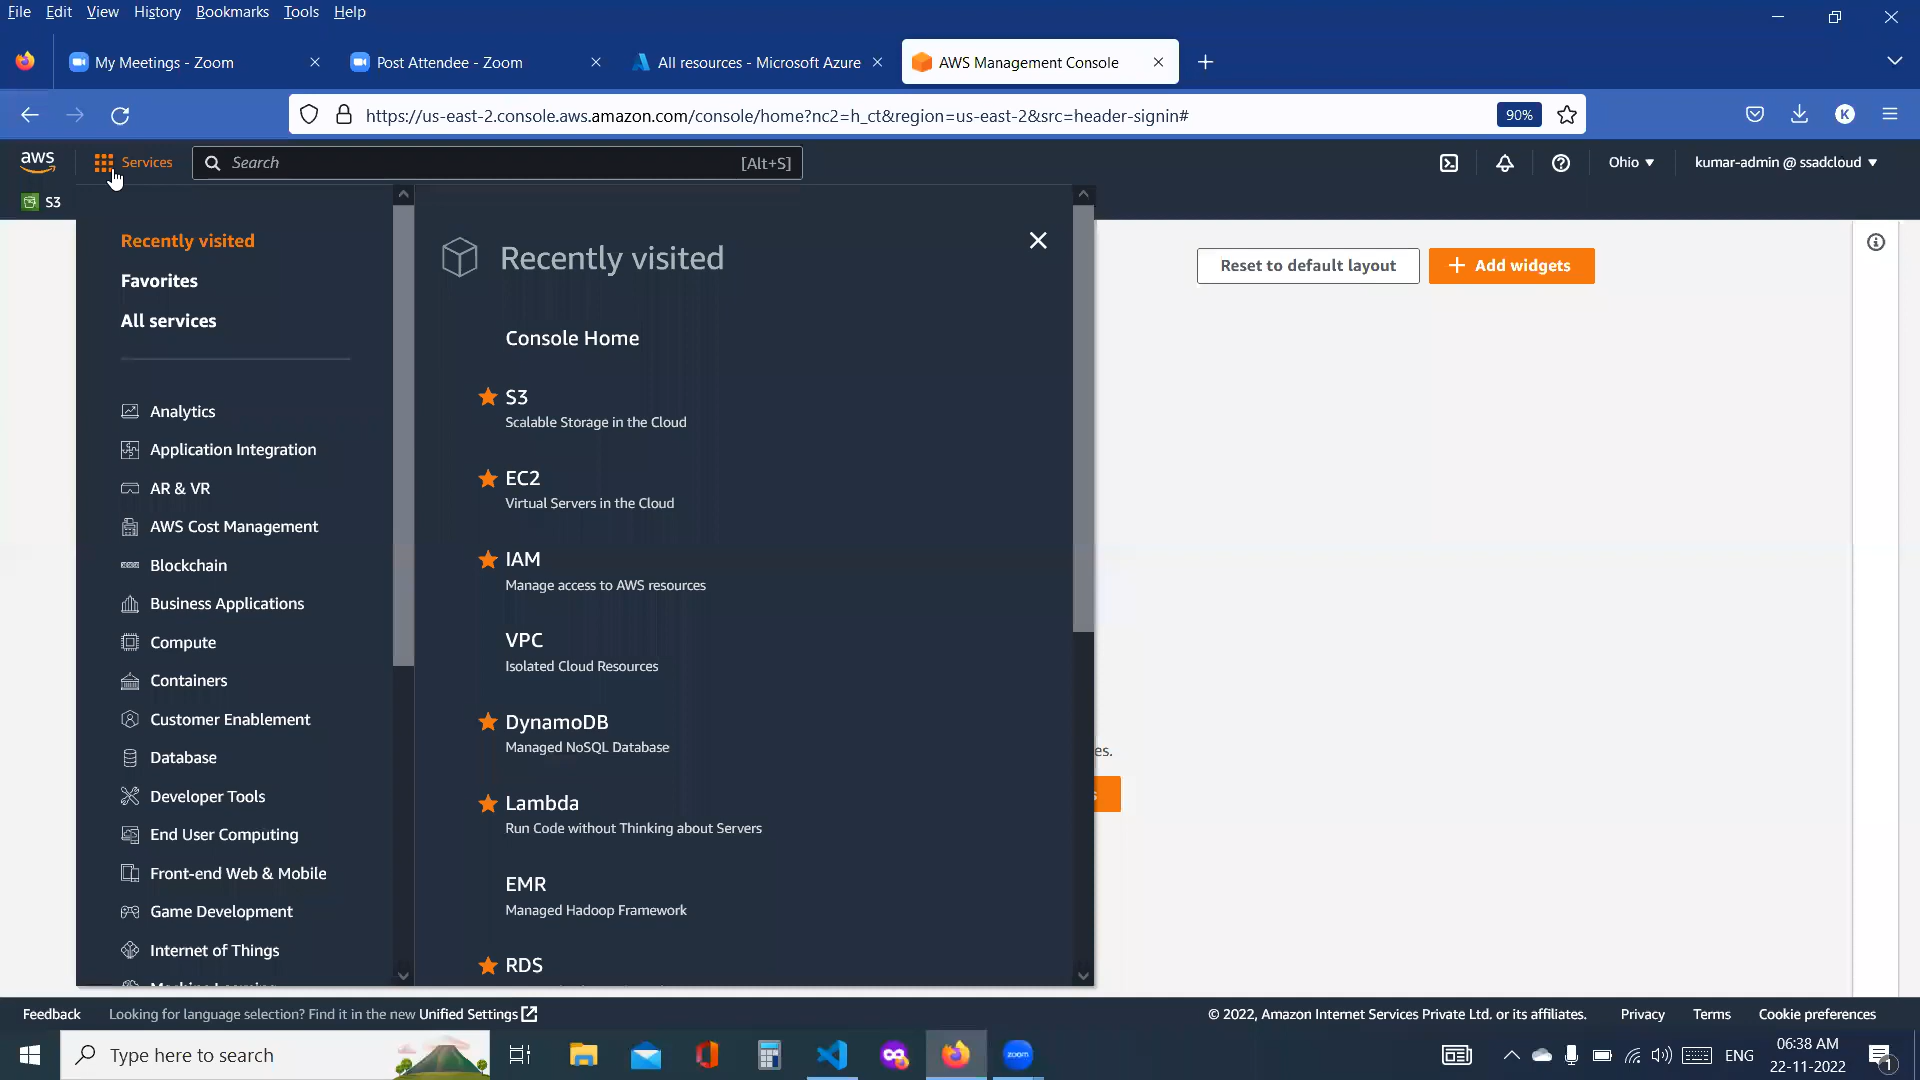 File Edit View History Bookmarks Tools Help
My Meetings - Zoom
Post Attendee - Zoom
All resources - Microsoft Azure
AWS Management Console
https://us-east-2.console.aws.amazon.com/console/home?nc2=h_ct&region=us-east-2&src=header-signin#
90%
K
aws
Services
Search
[Alt+S]
Ohio
kumar-admin @ ssadcloud
S3
Recently visited
Favorites
All services
Analytics
Application Integration
AR & VR
AWS Cost Management
Blockchain
Business Applications
Compute
Containers
Customer Enablement
Database
Developer Tools
End User Computing
Front-end Web & Mobile
Game Development
Internet of Things
Recently visited
Console Home
S3
Scalable Storage in the Cloud
EC2
Virtual Servers in the Cloud
IAM
Manage access to AWS resources
VPC
Isolated Cloud Resources
DynamoDB
Managed NoSQL Database
Lambda
Run Code without Thinking about Servers
EMR
Managed Hadoop Framework
RDS
Reset to default layout
+ Add widgets
es.
s
Feedback
Looking for language selection? Find it in the new Unified Settings
© 2022, Amazon Internet Services Private Ltd. or its affiliates.
Privacy
Terms
Cookie preferences
Type here to search
zoom
ENG
06:38 AM
22-11-2022
1